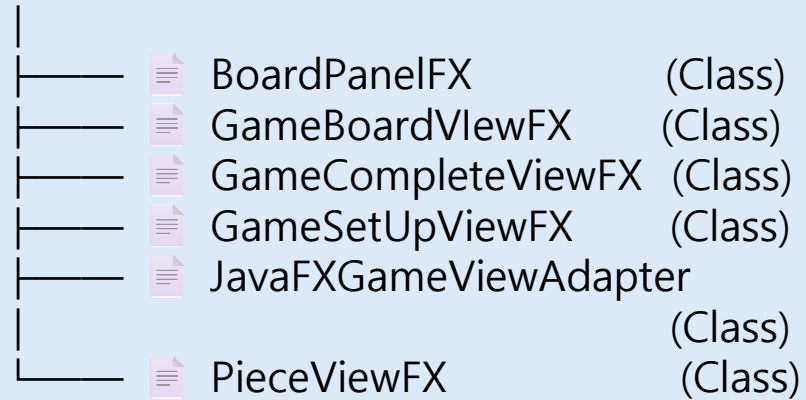 BoardPanelFX (Class)
GameBoardVIewFX (Class)
GameCompleteViewFX (Class)
GameSetUpViewFX (Class)
JavaFXGameViewAdapter
(Class)
PieceViewFX (Class)